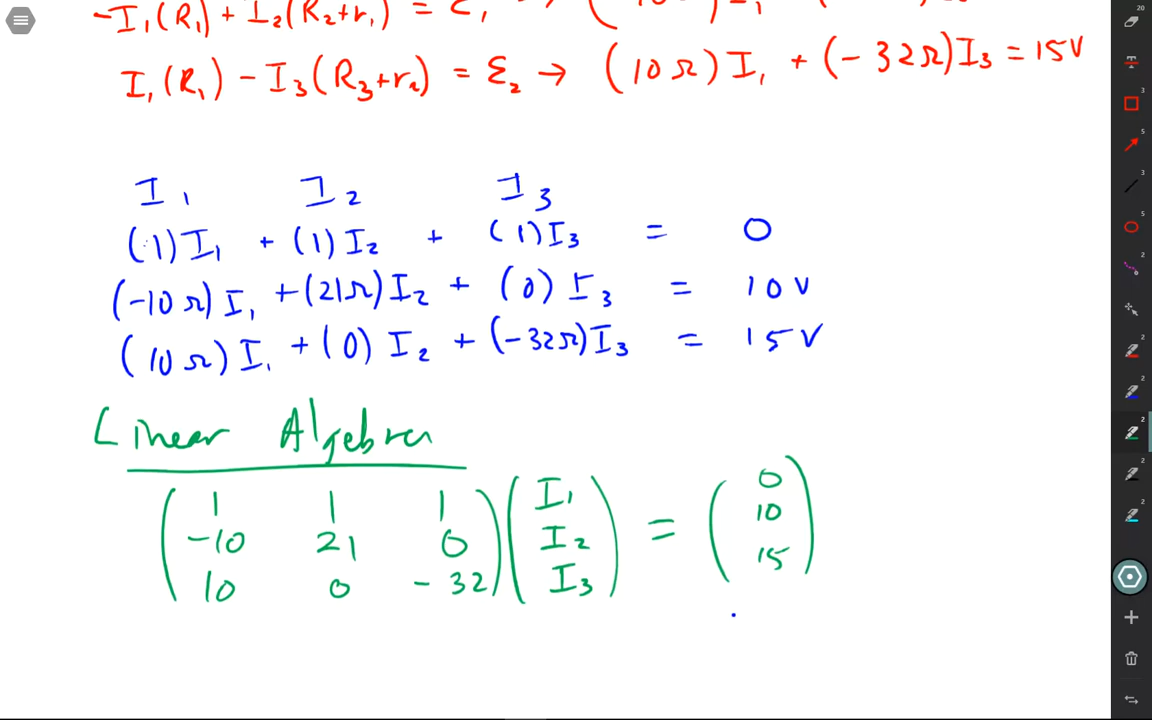 -I₁(R₁) + I₂(R₂+r₁) = ε₁
I₁(R₁) - I₃(R₃+r₂) = ε₂ → (10Ω)I₁ + (-32Ω)I₃ = 15V
I₁ I₂ I₃
(1)I₁ + (1)I₂ + (1)I₃ = 0
(-10Ω)I₁ + (21Ω)I₂ + (0)I₃ = 10V
(10Ω)I₁ + (0)I₂ + (-32Ω)I₃ = 15V
Linear Algebra
1 1 1 I₁ 0
-10 21 0 I₂ = 10
10 0 -32 I₃ 15